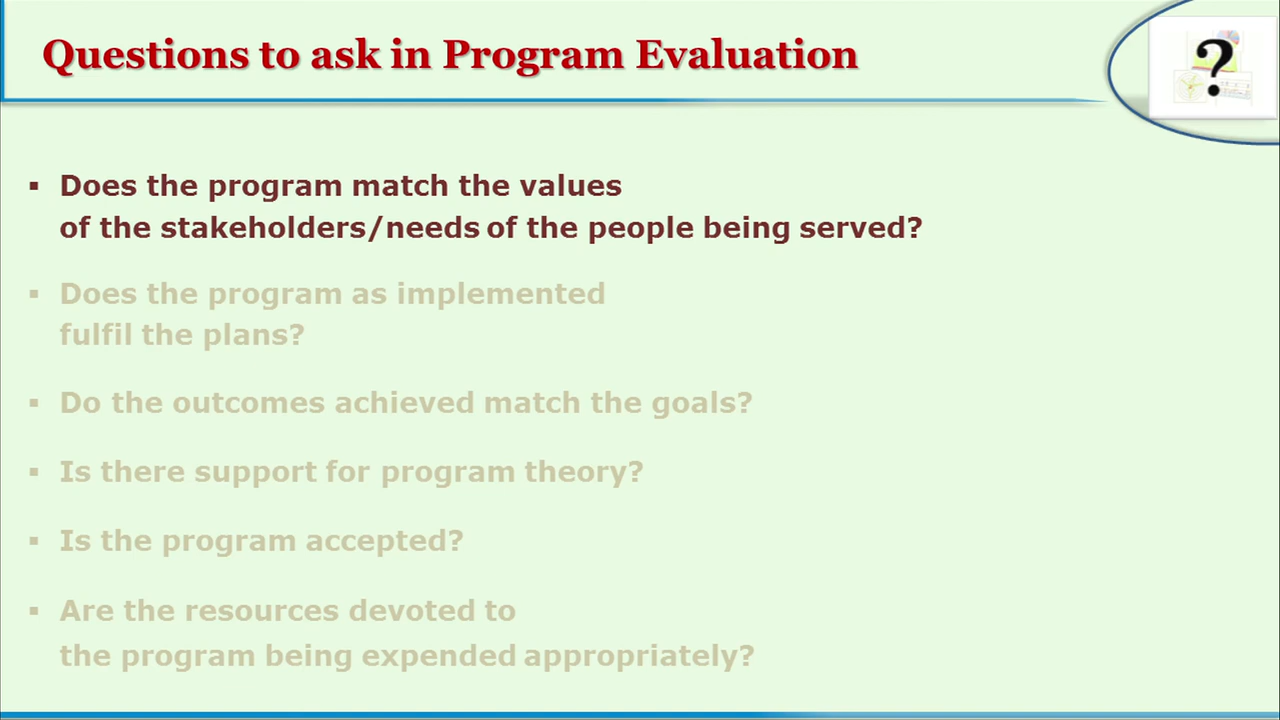 Questions to ask in Program Evaluation
?
▪ Does the program match the values
of the stakeholders/needs of the people being served?
▪ Does the program as implemented
fulfil the plans?
▪ Do the outcomes achieved match the goals?
▪ Is there support for program theory?
▪ Is the program accepted?
▪ Are the resources devoted to
the program being expended appropriately?